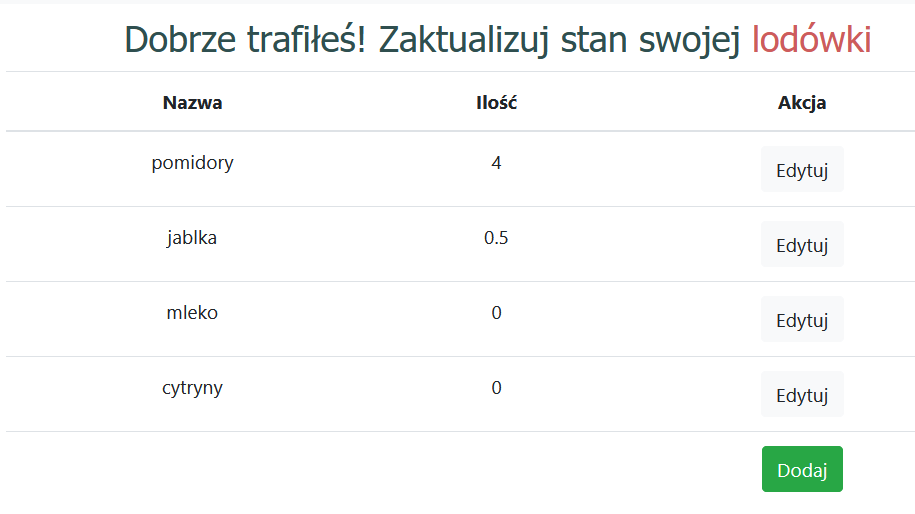 Dobrze trafiłeś! Zaktualizuj stan swojej lodówki
Nazwa Ilość Akcja
pomidory 4 Edytuj
jablka 0.5 Edytuj
mleko 0 Edytuj
cytryny 0 Edytuj
Dodaj